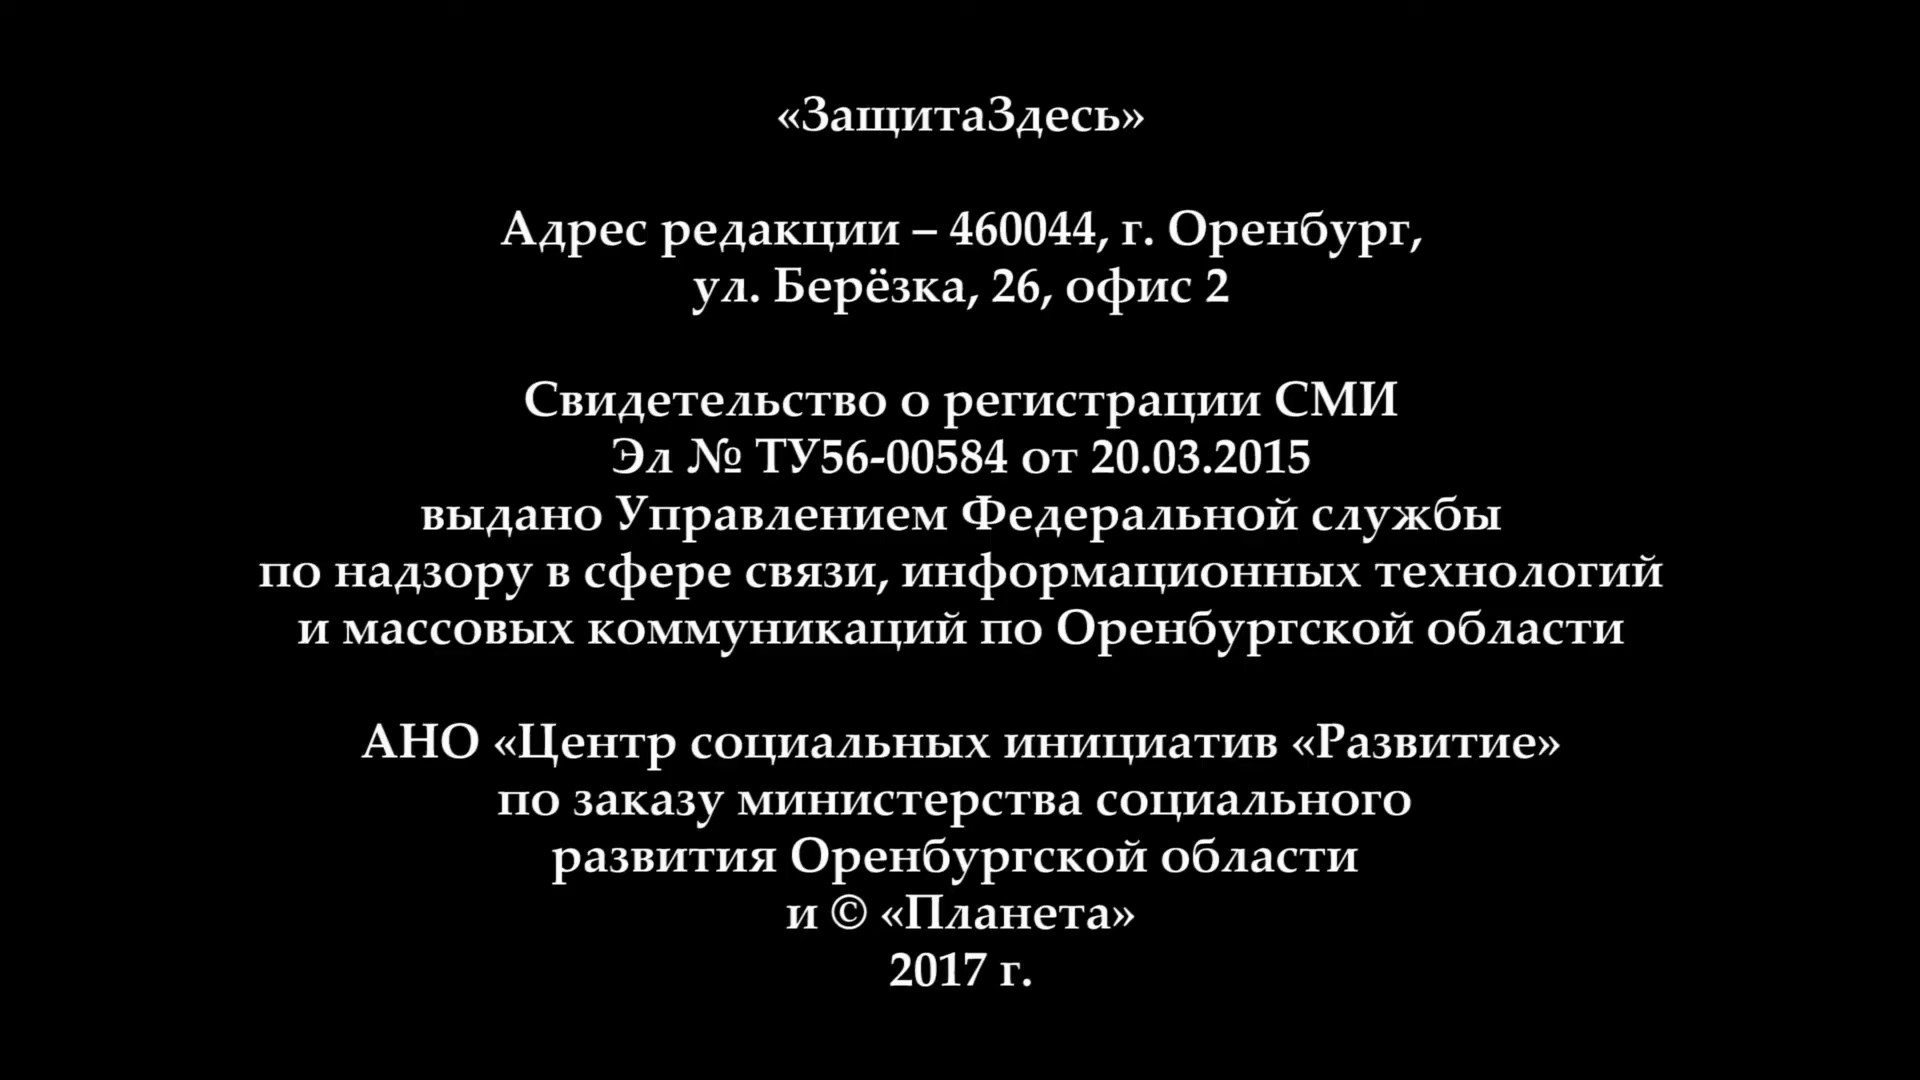 «ЗащитаЗдесь»
Адрес редакции – 460044, г. Оренбург,
ул. Берёзка, 26, офис 2
Свидетельство о регистрации СМИ
Эл № ТУ56-00584 от 20.03.2015
выдано Управлением Федеральной службы
по надзору в сфере связи, информационных технологий
и массовых коммуникаций по Оренбургской области
АНО «Центр социальных инициатив «Развитие»
по заказу министерства социального
развития Оренбургской области
и © «Планета»
2017 г.